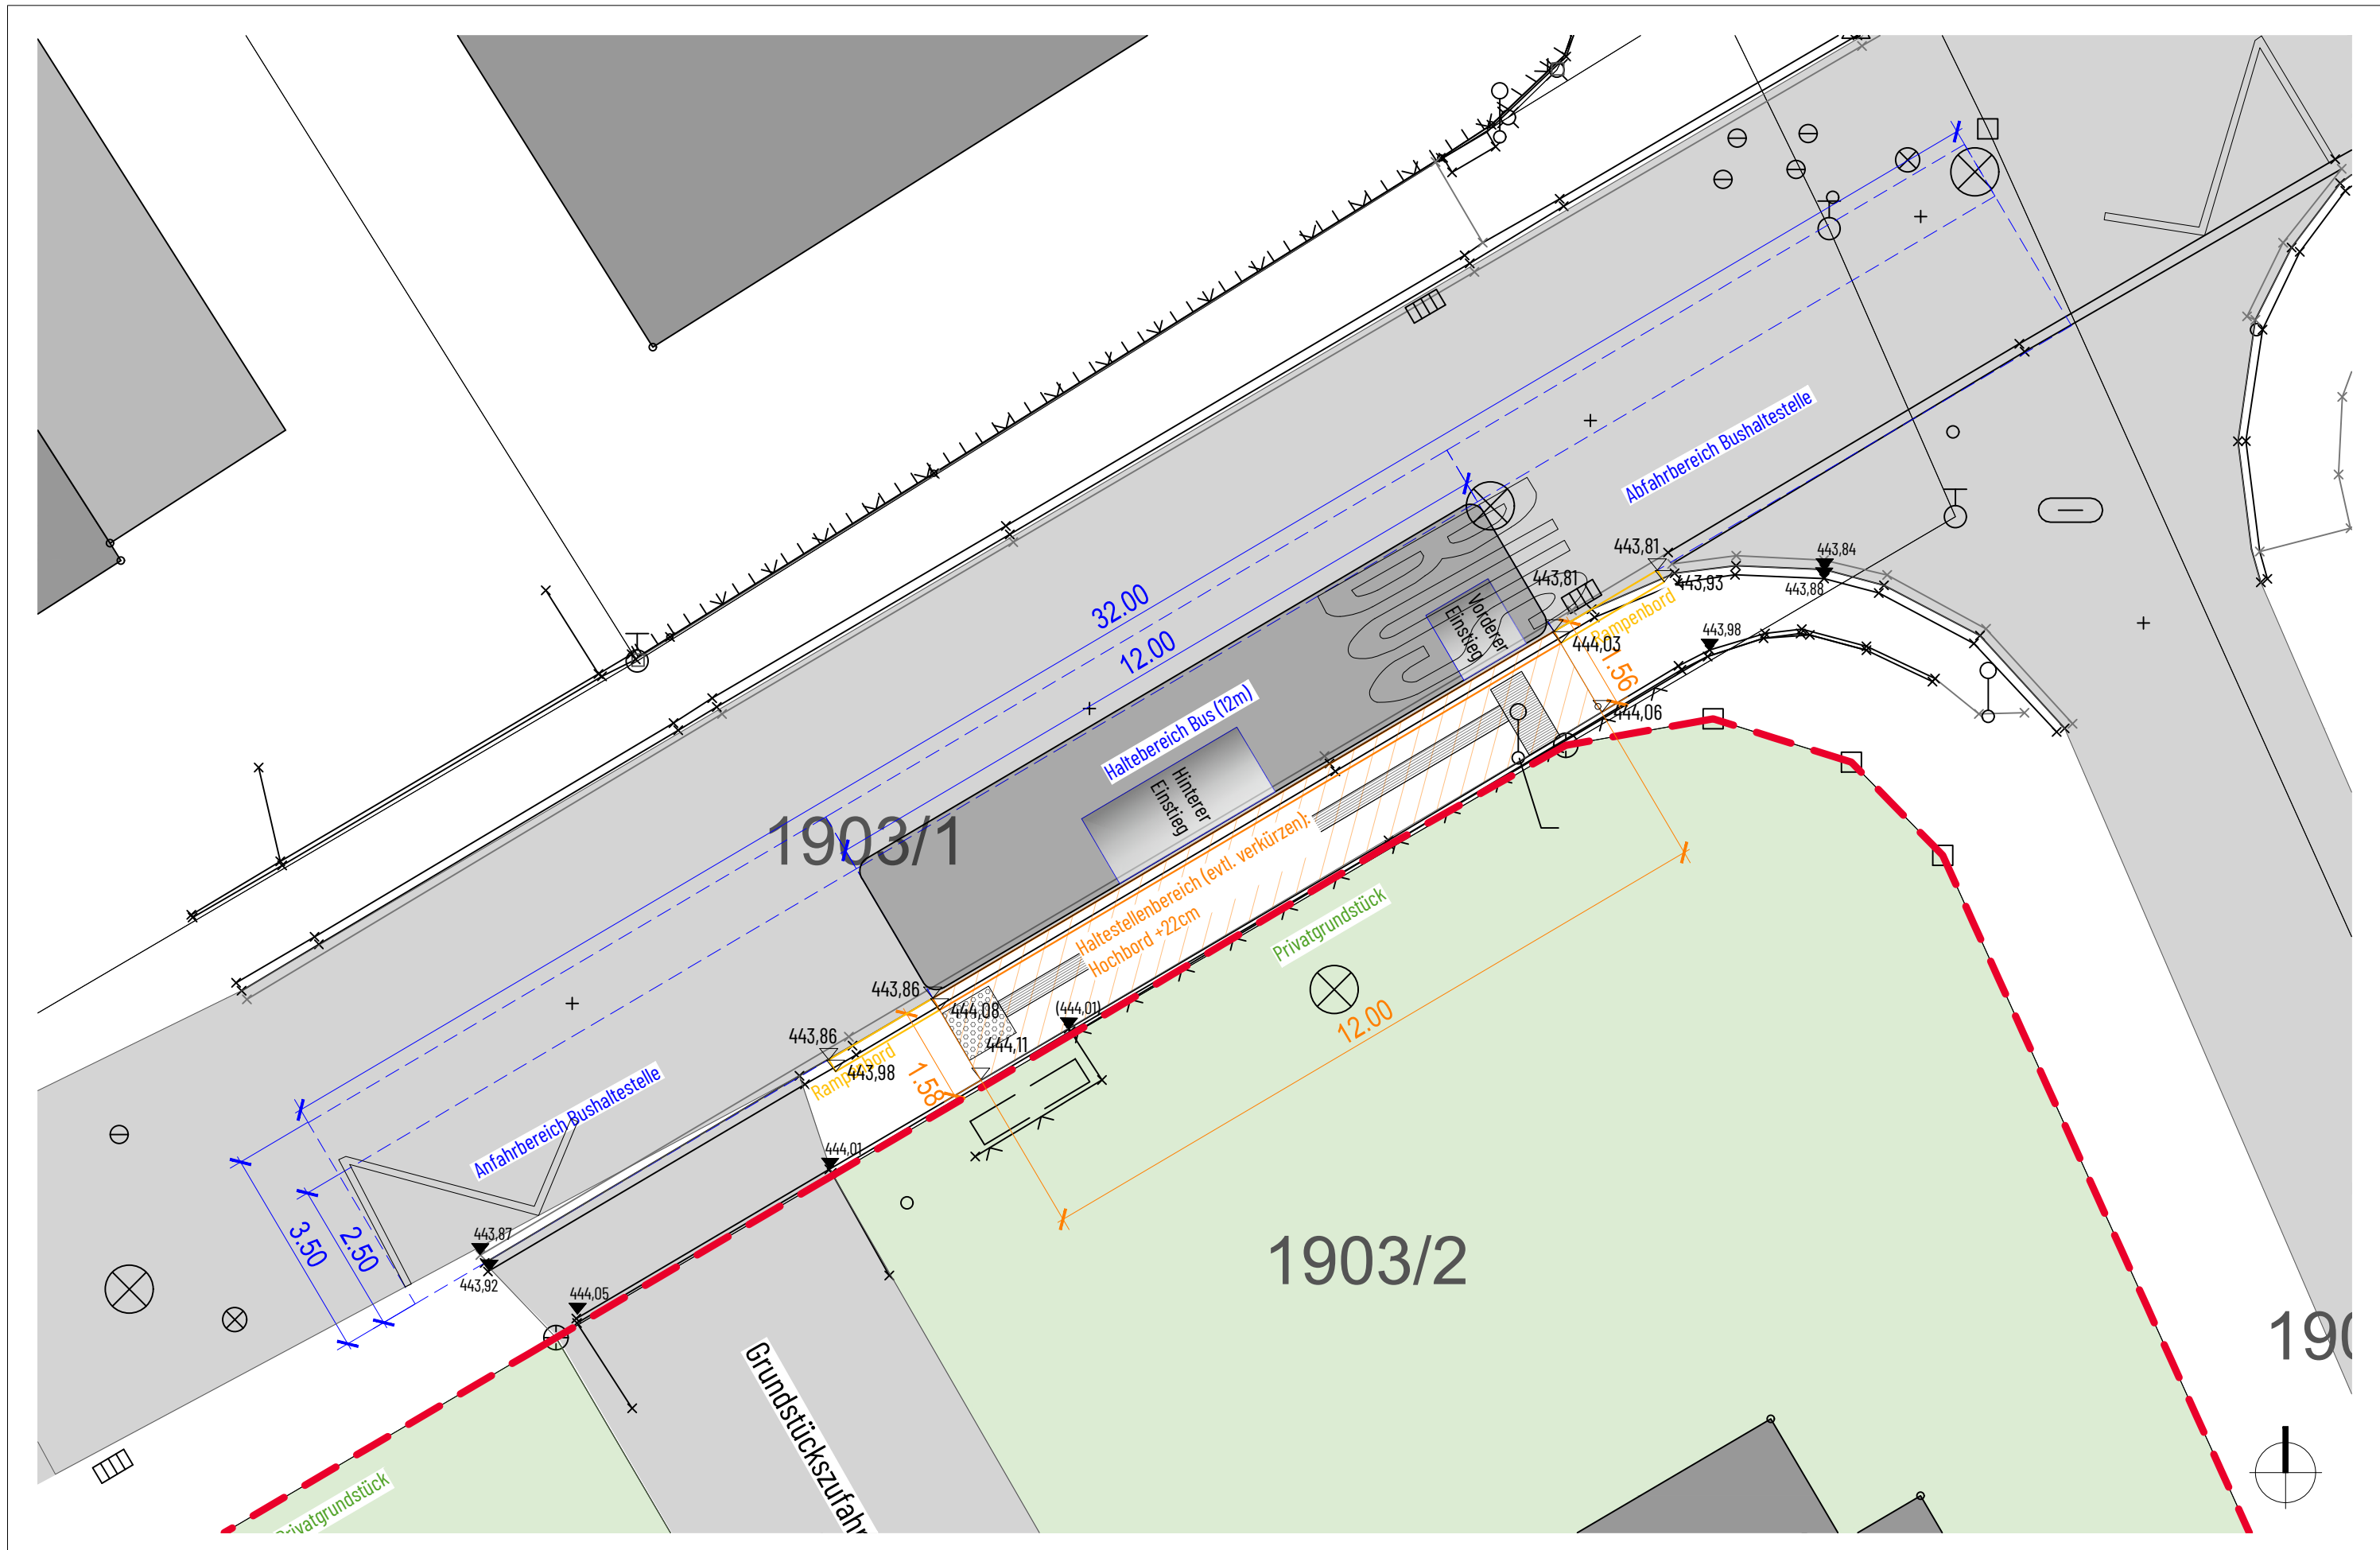 32.00
12.00
Abfahrbereich Bushaltestelle
443,81
443,84
443,81
443,93
443,88
Rampenbord
Vorderer
Einstieg
443,98
444,03
1.56
444,06
Haltebereich Bus (12m)
Hinterer
Einstieg
1903/1
Haltestellenbereich (evtl. verkürzen):
Hochbord +22cm
Privatgrundstück
443,86
444,08
(444,01)
12.00
443,86
444,11
Rampenbord
443,98
1.58
Anfahrbereich Bushaltestelle
444,01
3.50
2.50
443,87
443,92
444,05
1903/2
Grundstückszufahr
Privatgrundstück
190